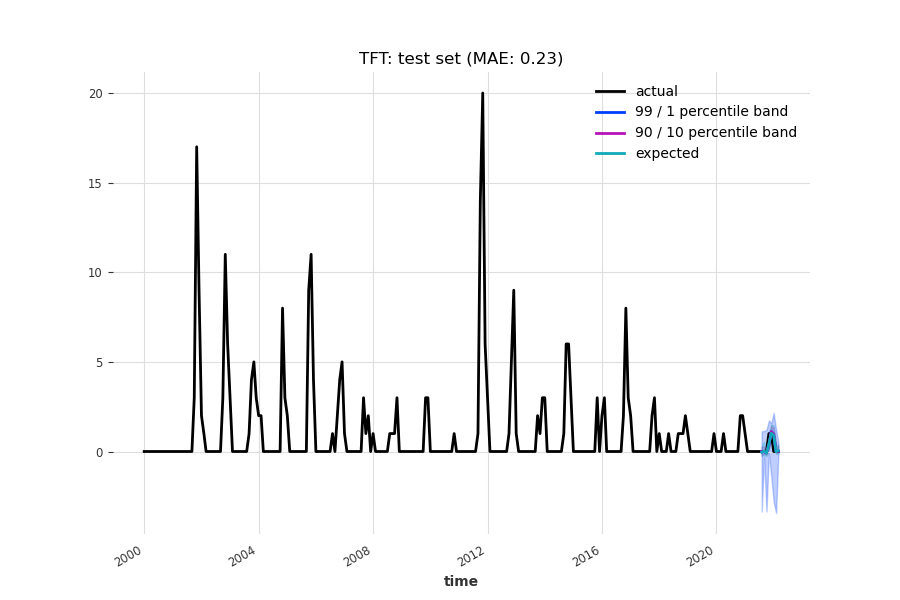 TFT: test set (MAE: 0.23)
actual
99 / 1 percentile band
90 / 10 percentile band
expected
20
15
10
5
0
2000
2004
2008
2012
2016
2020
time